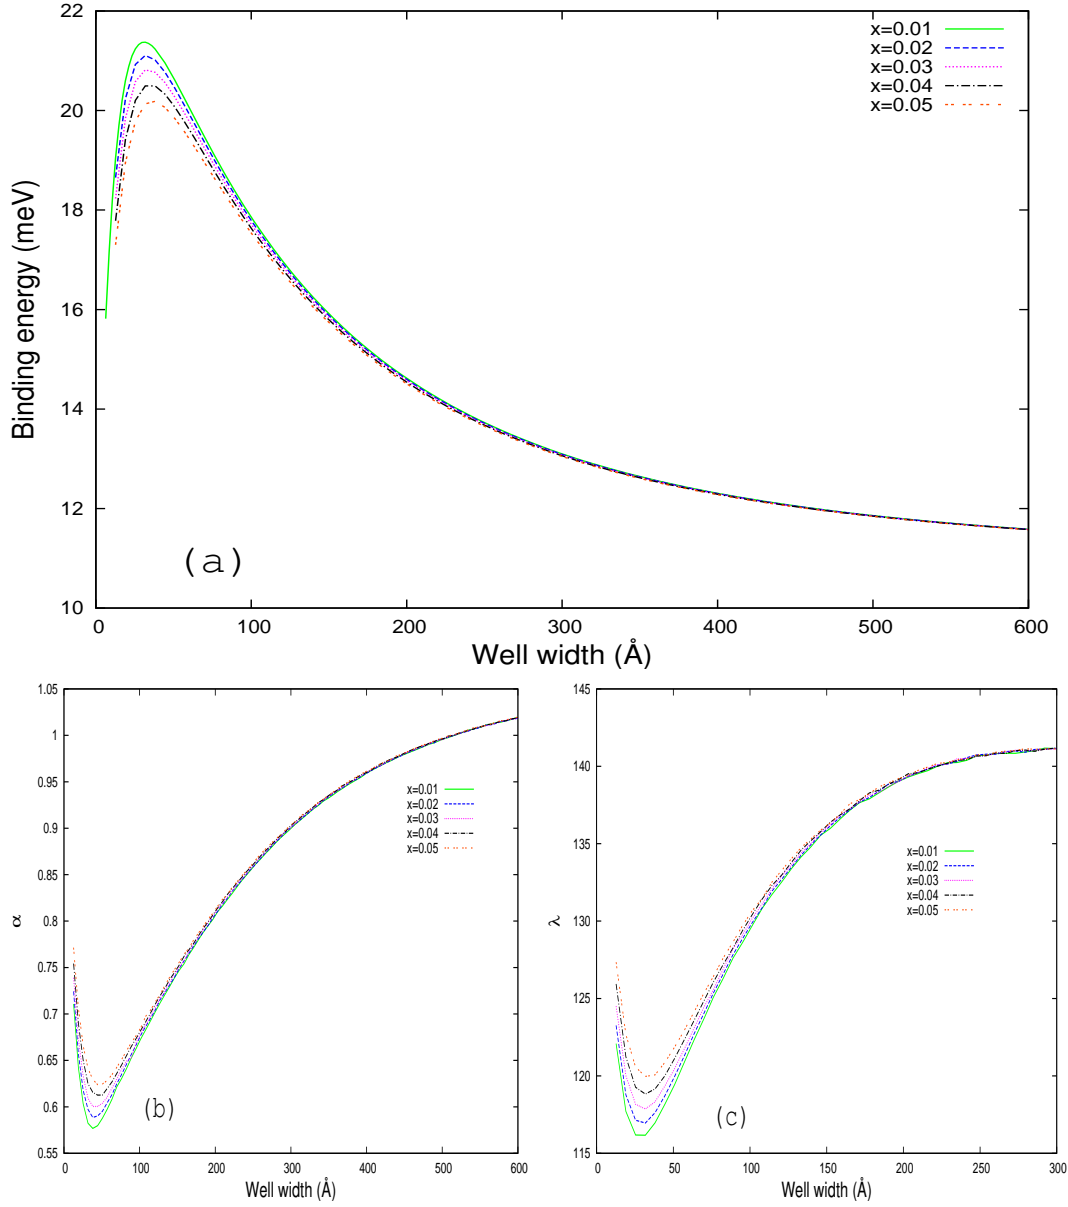 22
20
18
16
14
12
10
0
100
200
300
400
500
600
Binding energy (meV)
Well width (Å)
x=0.01
x=0.02
x=0.03
x=0.04
x=0.05
(a)
1.05
1
0.95
0.9
0.85
0.8
0.75
0.7
0.65
0.6
0.55
0
100
200
300
400
500
600
α
Well width (Å)
x=0.01
x=0.02
x=0.03
x=0.04
x=0.05
(b)
145
140
135
130
125
120
115
0
50
100
150
200
250
300
λ
Well width (Å)
x=0.01
x=0.02
x=0.03
x=0.04
x=0.05
(c)